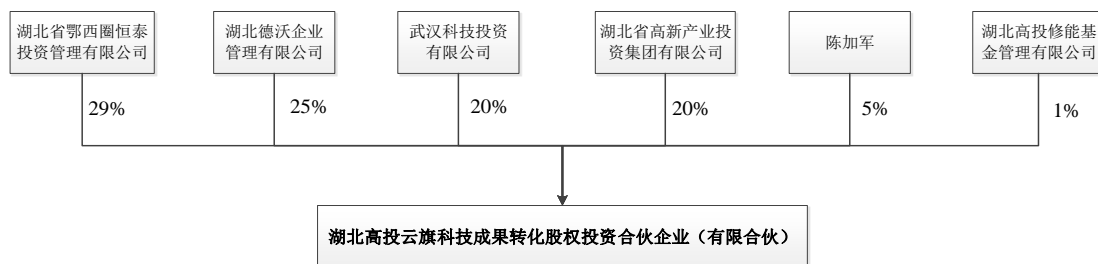 湖北省鄂西圈恒泰
投资管理有限公司
湖北德沃企业
管理有限公司
武汉科技投资
有限公司
湖北省高新产业投
资集团有限公司
陈加军
湖北高投修能基
金管理有限公司
29%
25%
20%
20%
5%
1%
湖北高投云旗科技成果转化股权投资合伙企业（有限合伙）